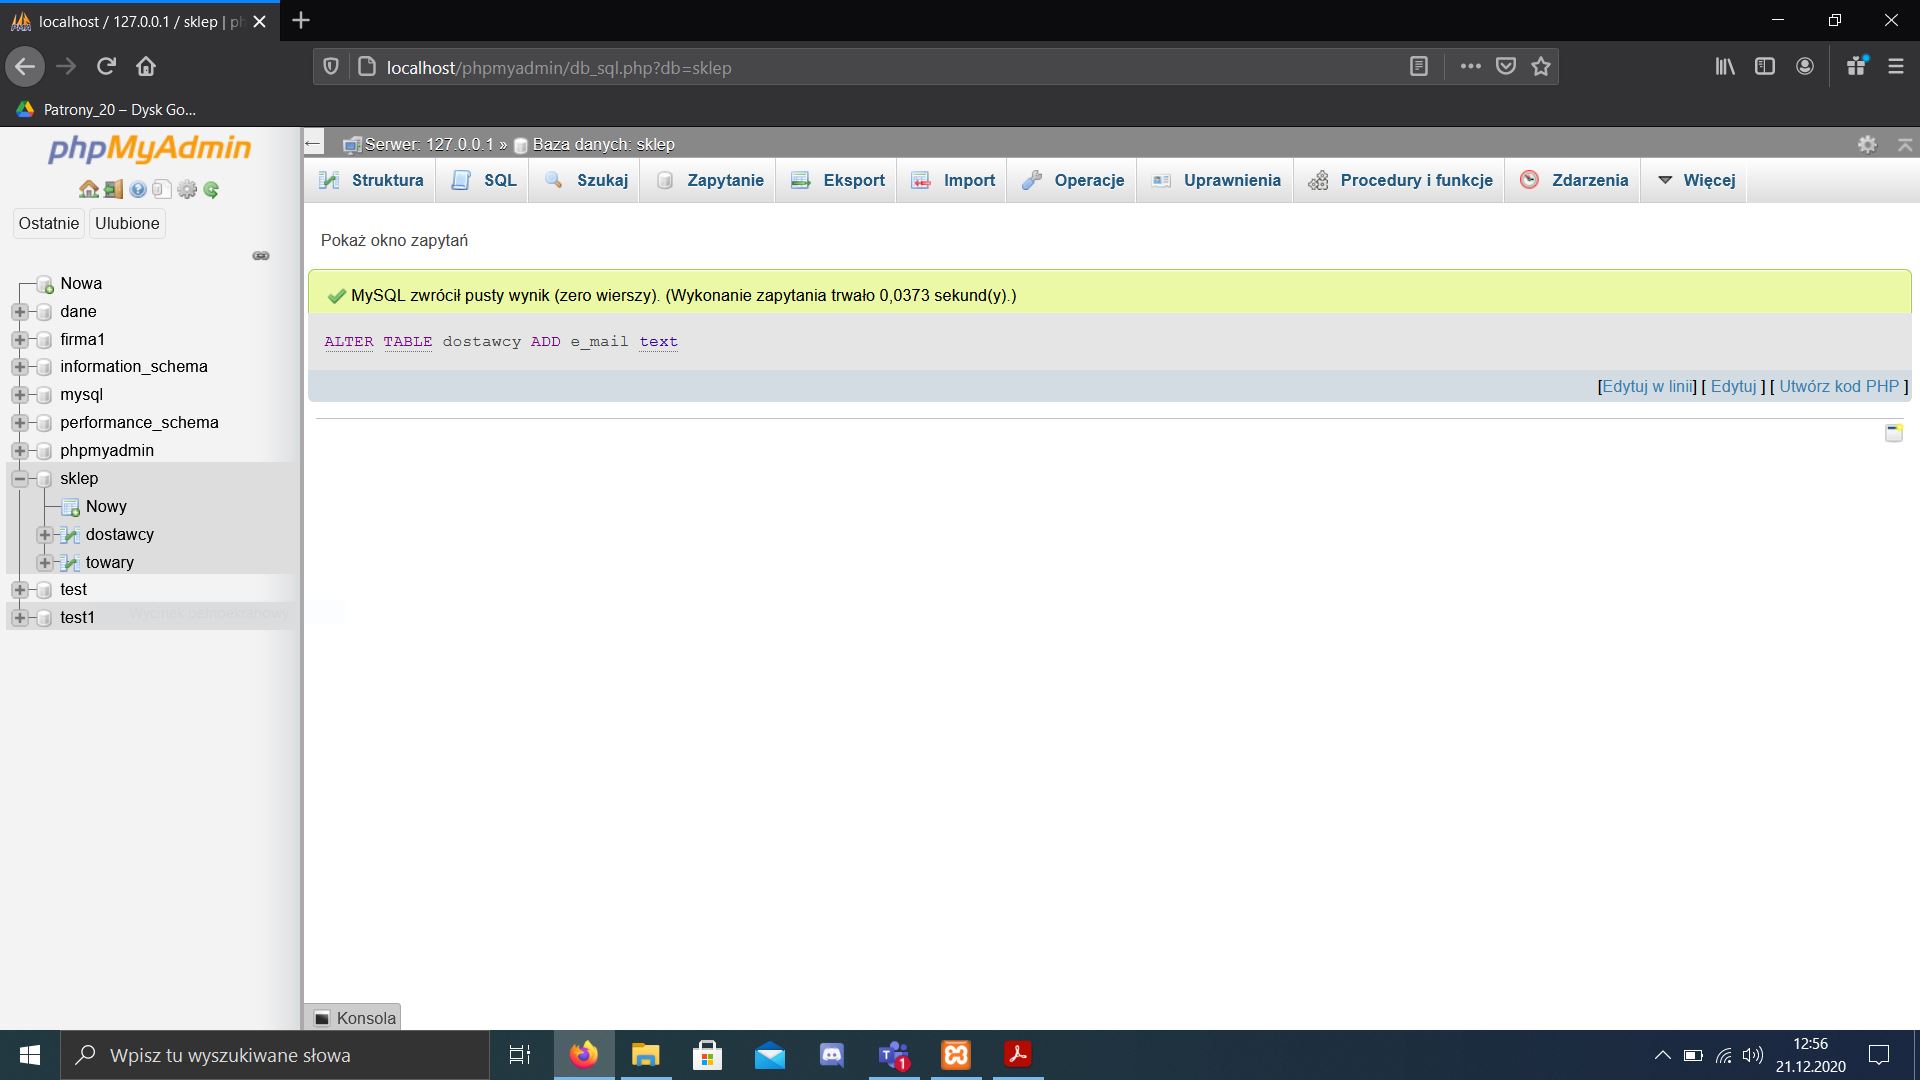 localhost / 127.0.0.1 / sklep | ph
localhost/phpmyadmin/db_sql.php?db=sklep
Patrony_20 – Dysk Go...
phpMyAdmin
Ostatnie
Ulubione
Nowa
dane
firma1
information_schema
mysql
performance_schema
phpmyadmin
sklep
Nowy
dostawcy
towary
test
test1
Wycinek pełnoekranowy
Serwer: 127.0.0.1 » Baza danych: sklep
Struktura
SQL
Szukaj
Zapytanie
Eksport
Import
Operacje
Uprawnienia
Procedury i funkcje
Zdarzenia
Więcej
Pokaż okno zapytań
MySQL zwrócił pusty wynik (zero wierszy). (Wykonanie zapytania trwało 0,0373 sekund(y).)
ALTER TABLE dostawcy ADD e_mail text
[Edytuj w linii] [ Edytuj ] [ Utwórz kod PHP ]
Konsola
Wpisz tu wyszukiwane słowa
1
12:56
21.12.2020